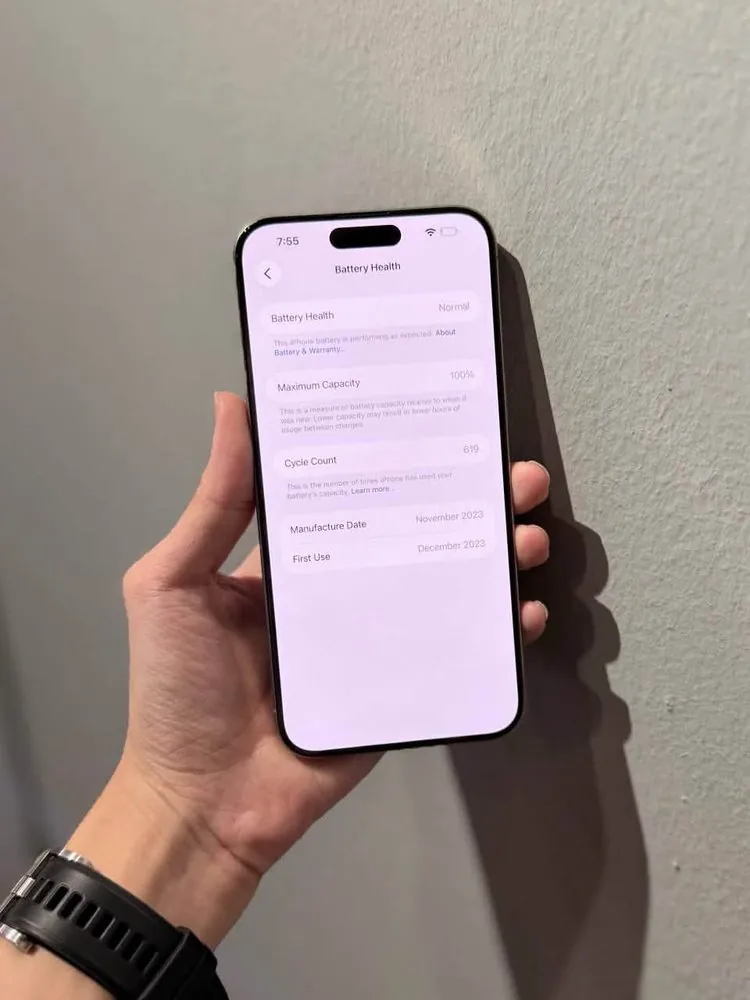 7:55
Battery Health
Battery Health Normal
This iPhone battery is performing as expected. About
Battery & Warranty...
Maximum Capacity 100%
This is a measure of battery capacity relative to when it
was new. Lower capacity may result in fewer hours of
usage between charges.
Cycle Count 619
This is the number of times iPhone has used your
battery's capacity. Learn more...
Manufacture Date November 2023
First Use December 2023